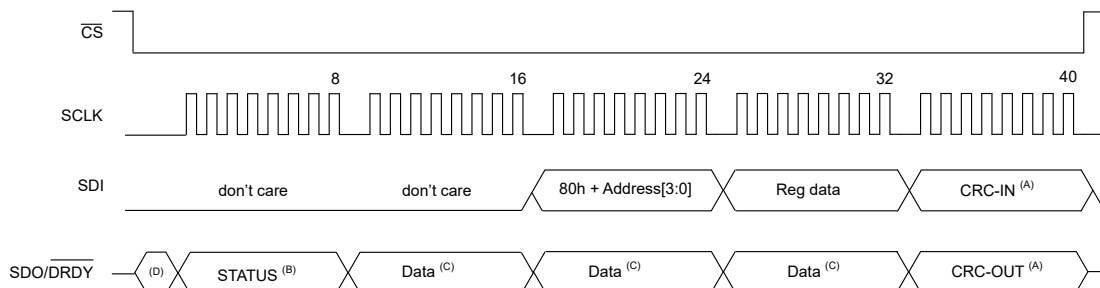 CS
8 16 24 32 40
SCLK
SDI don't care don't care 80h + Address[3:0] Reg data CRC-IN (A)
SDO/DRDY (D) STATUS (B) Data (C) Data (C) Data (C) CRC-OUT (A)